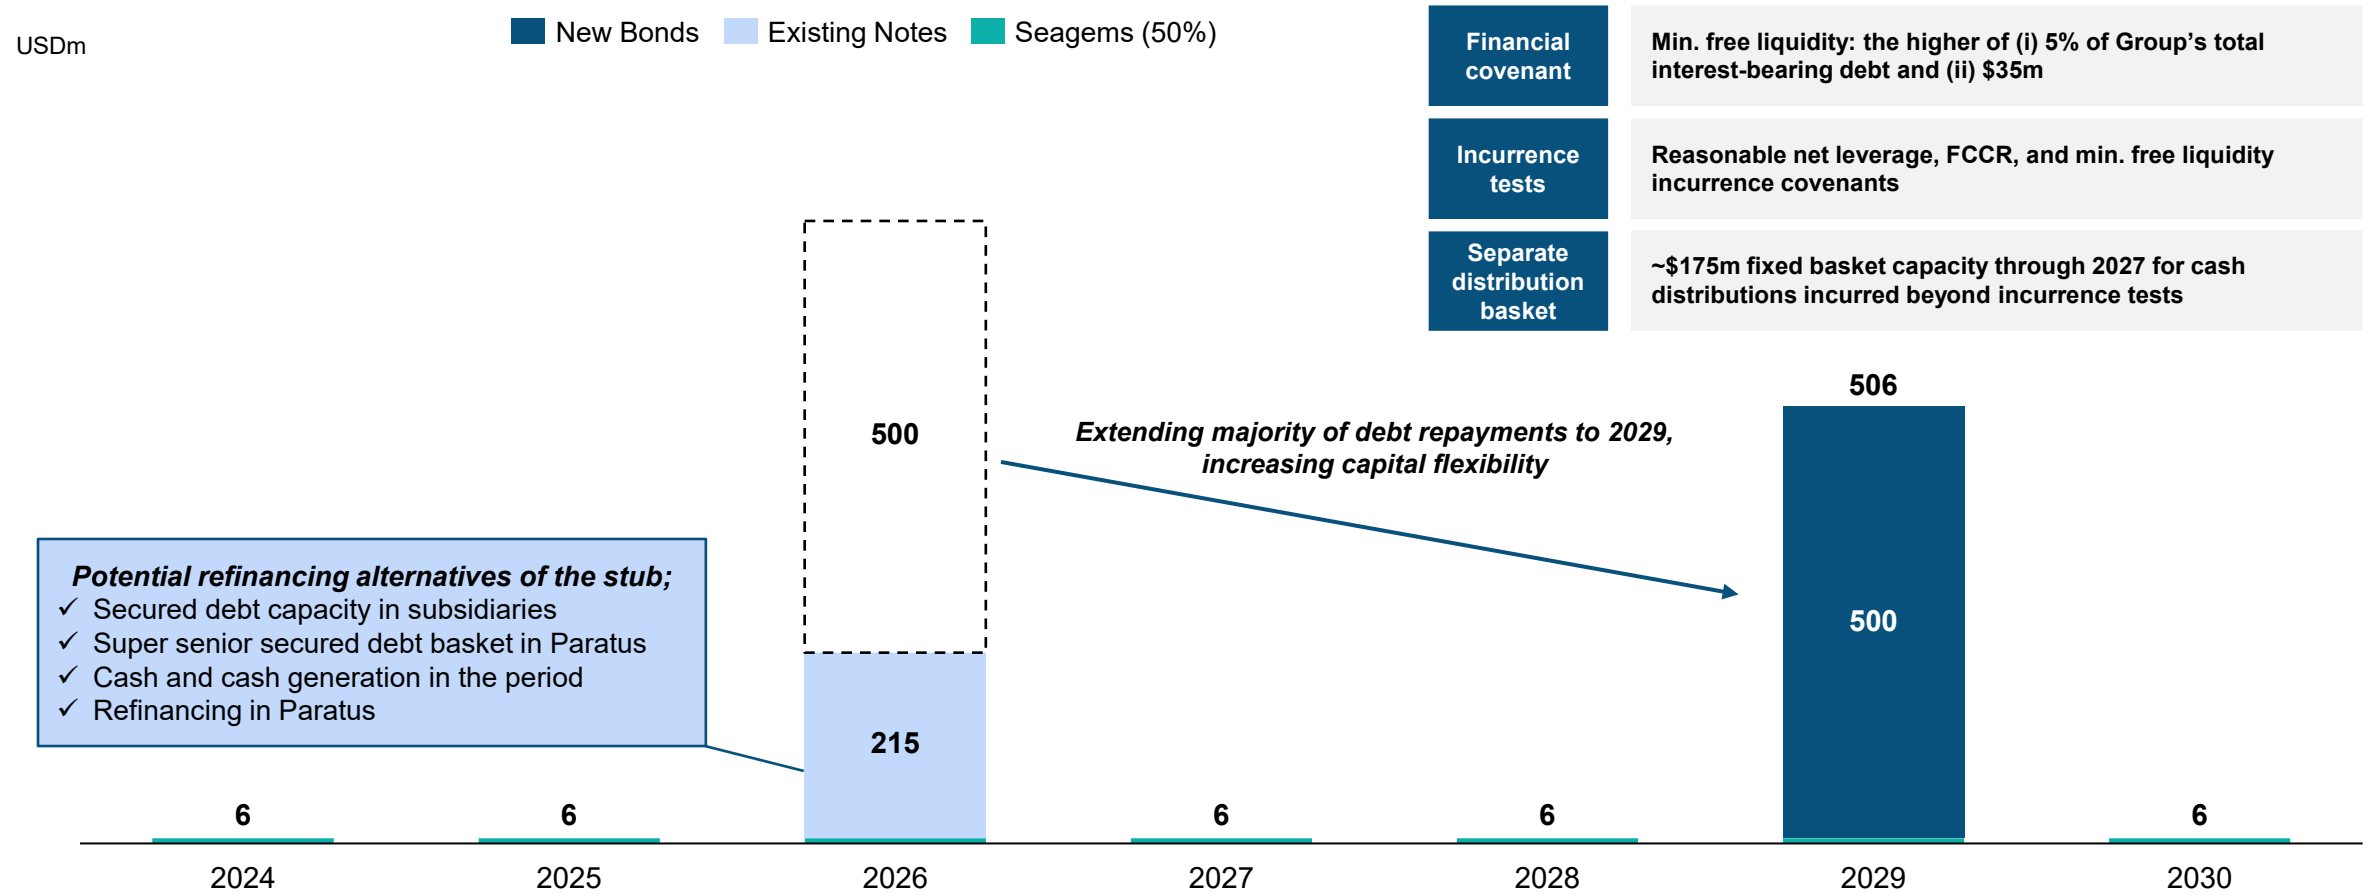 USDm
New Bonds
Existing Notes
Seagems (50%)
Financial
covenant
Min. free liquidity: the higher of (i) 5% of Group’s total
interest-bearing debt and (ii) $35m
Incurrence
tests
Reasonable net leverage, FCCR, and min. free liquidity
incurrence covenants
Separate
distribution
basket
~$175m fixed basket capacity through 2027 for cash
distributions incurred beyond incurrence tests
506
500
Extending majority of debt repayments to 2029,
increasing capital flexibility
Potential refinancing alternatives of the stub;
✓ Secured debt capacity in subsidiaries
✓ Super senior secured debt basket in Paratus
✓ Cash and cash generation in the period
✓ Refinancing in Paratus
500
215
6
6
6
6
6
2024
2025
2026
2027
2028
2029
2030